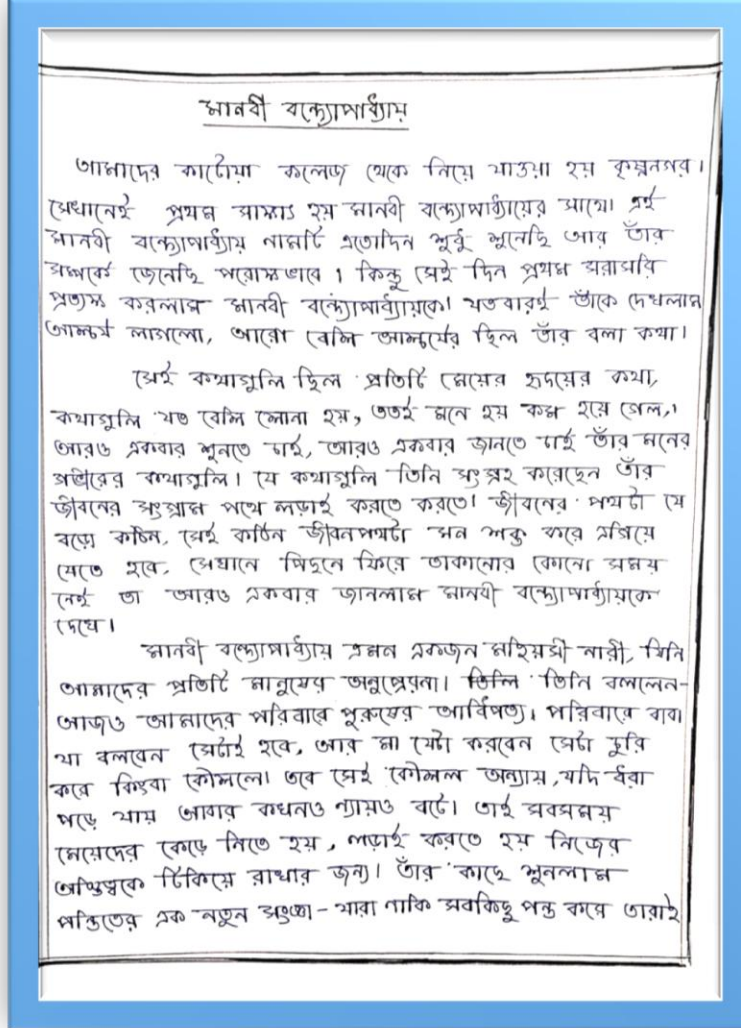 মানবী বন্দ্যোপাধ্যায়
আমাদের কাটোয়া কলেজ থেকে নিয়ে যাওয়া হয় কৃষ্ণনগর।
সেখানেই প্রথম সাক্ষাৎ হয় মানবী বন্দ্যোপাধ্যায়ের সাথে। এই
মানবী বন্দ্যোপাধ্যায় নামটি এতোদিন শুধু শুনেছি আর তাঁর
সম্পর্কে জেনেছি পরোক্ষভাবে। কিন্তু সেই দিন প্রথম সরাসরি
প্রত্যক্ষ করলাম মানবী বন্দ্যোপাধ্যায়কে। যতবারই তাঁকে দেখলাম
আশ্চর্য লাগলো, আরো বেশি আশ্চর্যের ছিল তাঁর বলা কথা।
সেই কথাগুলি ছিল প্রতিটি মেয়ের হৃদয়ের কথা,
কথাগুলি যত বেশি শোনা হয়, ততই মনে হয় কম হয়ে গেল,।
আরও একবার শুনতে চাই, আরও একবার জানতে চাই তাঁর মনের
গভীরের কথাগুলি। যে কথাগুলি তিনি সংগ্রহ করেছেন তাঁর
জীবনের সংগ্রাম পথে লড়াই করতে করতে। জীবনের পথটা যে
বড়ো কঠিন, সেই কঠিন জীবনপথটা মন শক্ত করে এগিয়ে
যেতে হবে, সেখানে পিছনে ফিরে তাকানোর কোনো সময়
নেই তা আরও একবার জানলাম মানবী বন্দ্যোপাধ্যায়কে
দেখে।
মানবী বন্দ্যোপাধ্যায় এমন একজন মহিয়সী নারী, যিনি
আমাদের প্রতিটি মানুষের অনুপ্রেরনা। তিনি বললেন-
আজও আমাদের পরিবারে পুরুষের আধিপত্য। পরিবারে বাবা
যা বলবেন সেটাই হবে, আর মা যেটা করবেন সেটা চুরি
করে কিংবা কৌশলে। তবে সেই কৌশল অন্যায়, যদি ধরা
পড়ে যায় আবার কখনও ন্যায়ও বটে। তাই সবসময়
মেয়েদের কেড়ে নিতে হয়, লড়াই করতে হয় নিজের
অস্তিত্বকে টিকিয়ে রাখার জন্য। তাঁর কাছে শুনলাম
পন্ডিতের এক নতুন সংজ্ঞা - যারা নাকি সবকিছু পন্ড করে তারাই